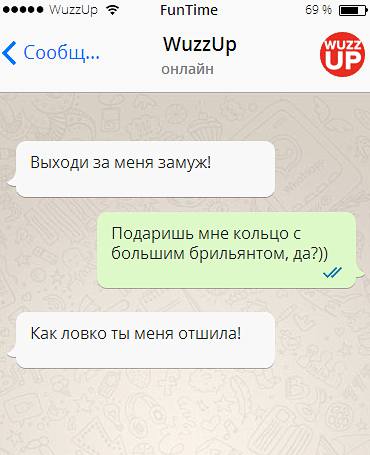 WuzzUp FunTime 69 %
Сообщ... WuzzUp
онлайн
WUZZ
UP
Выходи за меня замуж!
Подаришь мне кольцо с
большим брильянтом, да?))
Как ловко ты меня отшила!